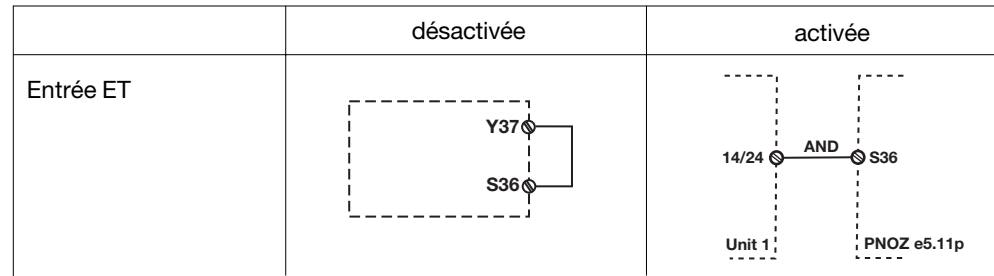 désactivée
activée
Entrée ET
Y37
S36
14/24
AND
S36
Unit 1
PNOZ e5.11p